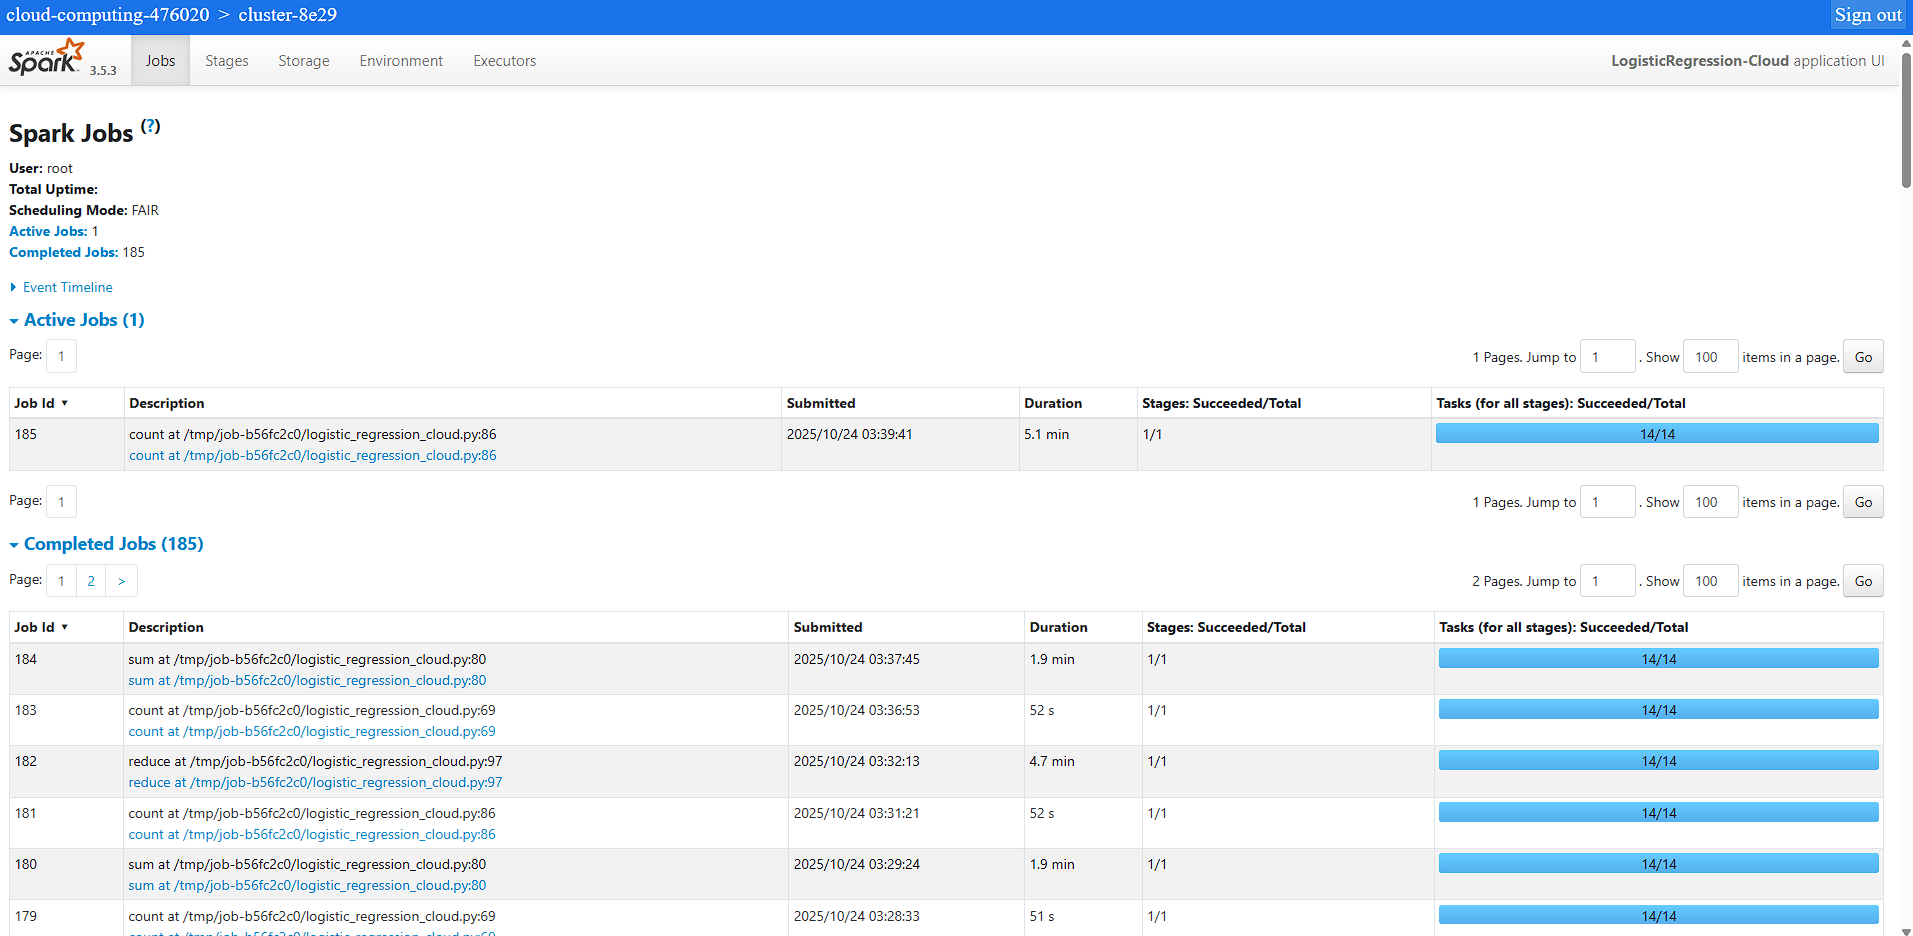 cloud-computing-476020 > cluster-8e29
Sign out
APACHE Spark 3.5.3
Jobs Stages Storage Environment Executors
LogisticRegression-Cloud application UI
Spark Jobs (?)
User: root
Total Uptime:
Scheduling Mode: FAIR
Active Jobs: 1
Completed Jobs: 185
Event Timeline
Active Jobs (1)
Page: 1
1 Pages. Jump to 1 . Show 100 items in a page. Go
Job Id ▾ Description Submitted Duration Stages: Succeeded/Total Tasks (for all stages): Succeeded/Total
185 count at /tmp/job-b56fc2c0/logistic_regression_cloud.py:86 2025/10/24 03:39:41 5.1 min 1/1 14/14
count at /tmp/job-b56fc2c0/logistic_regression_cloud.py:86
Page: 1
1 Pages. Jump to 1 . Show 100 items in a page. Go
Completed Jobs (185)
Page: 1 2 >
2 Pages. Jump to 1 . Show 100 items in a page. Go
Job Id ▾ Description Submitted Duration Stages: Succeeded/Total Tasks (for all stages): Succeeded/Total
184 sum at /tmp/job-b56fc2c0/logistic_regression_cloud.py:80 2025/10/24 03:37:45 1.9 min 1/1 14/14
sum at /tmp/job-b56fc2c0/logistic_regression_cloud.py:80
183 count at /tmp/job-b56fc2c0/logistic_regression_cloud.py:69 2025/10/24 03:36:53 52 s 1/1 14/14
count at /tmp/job-b56fc2c0/logistic_regression_cloud.py:69
182 reduce at /tmp/job-b56fc2c0/logistic_regression_cloud.py:97 2025/10/24 03:32:13 4.7 min 1/1 14/14
reduce at /tmp/job-b56fc2c0/logistic_regression_cloud.py:97
181 count at /tmp/job-b56fc2c0/logistic_regression_cloud.py:86 2025/10/24 03:31:21 52 s 1/1 14/14
count at /tmp/job-b56fc2c0/logistic_regression_cloud.py:86
180 sum at /tmp/job-b56fc2c0/logistic_regression_cloud.py:80 2025/10/24 03:29:24 1.9 min 1/1 14/14
sum at /tmp/job-b56fc2c0/logistic_regression_cloud.py:80
179 count at /tmp/job-b56fc2c0/logistic_regression_cloud.py:69 2025/10/24 03:28:33 51 s 1/1 14/14